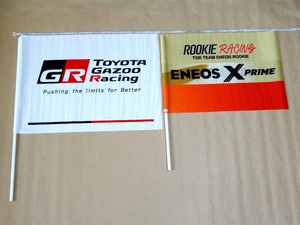 GR TOYOTA
GAZOO
Racing
Pushing the limits for Better
ROOKIE RACING
TGR TEAM ENEOS ROOKIE
ENEOS X PRIME